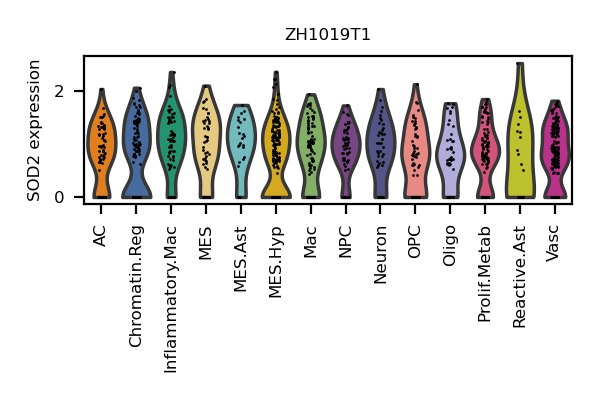 ZH1019T1
SOD2 expression
2
0
AC
Chromatin.Reg
Inflammatory.Mac
MES
MES.Ast
MES.Hyp
Mac
NPC
Neuron
OPC
Oligo
Prolif.Metab
Reactive.Ast
Vasc